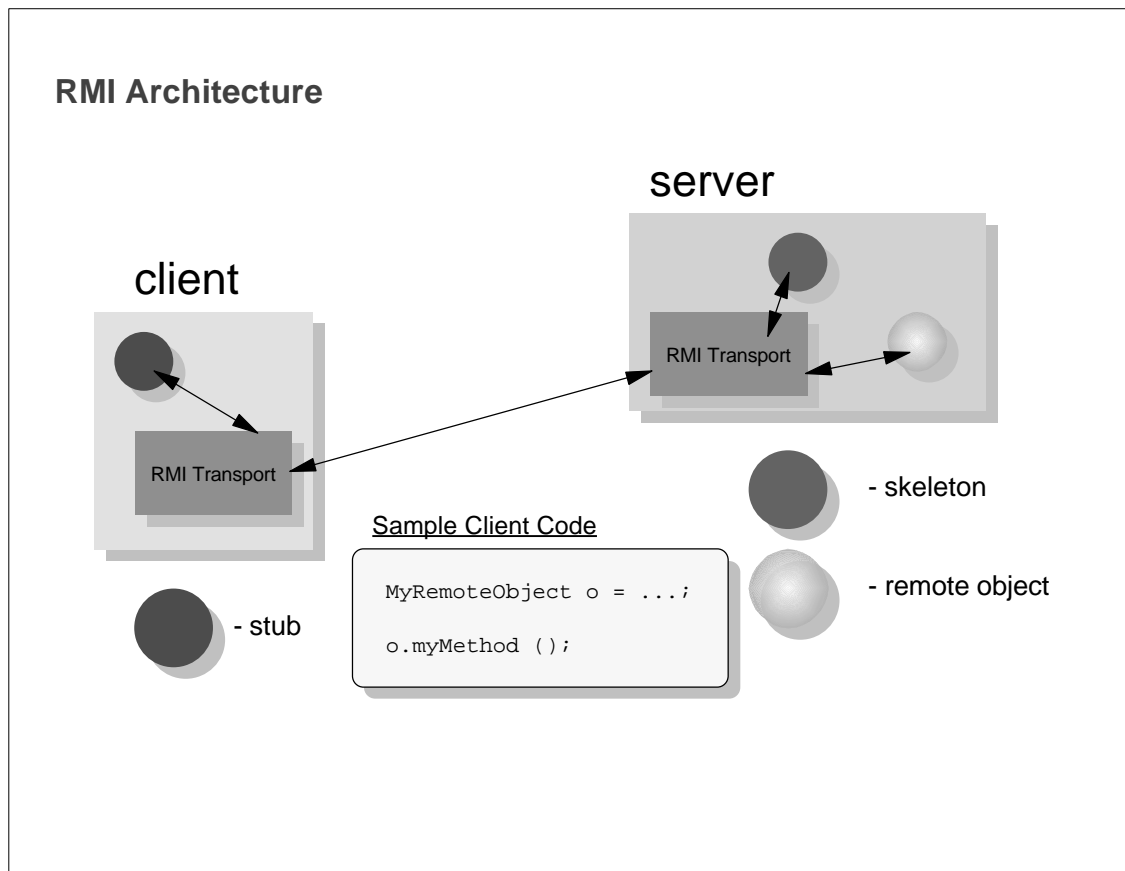 RMI Architecture
server
client
RMI Transport
RMI Transport
- skeleton
Sample Client Code
MyRemoteObject o = ...;
o.myMethod ();
- remote object
- stub